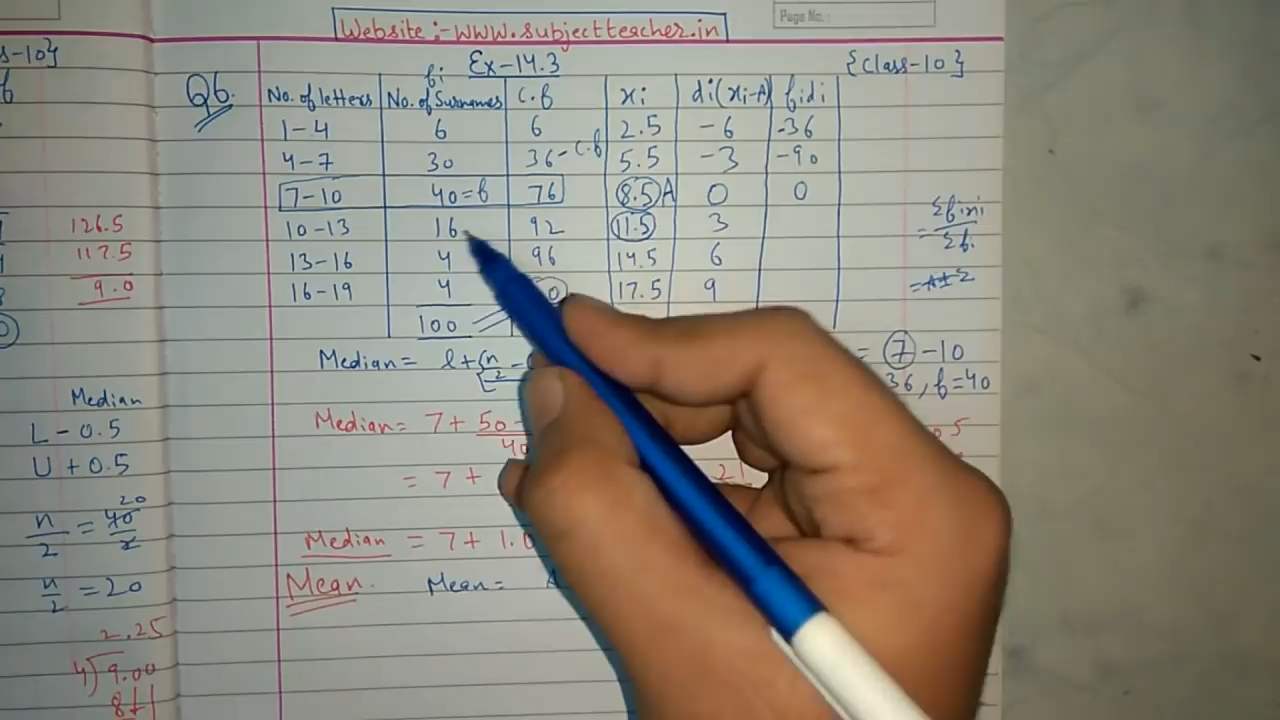 Page No.:
Website:-www.subjectteacher.in
s-10}
Ex-14.3
{Class-10}
Q6.
fi
No. of letters No. of Surnames C.f xi di(xi-A) fidi
1-4 6 6 2.5 -6 -36
4-7 30 36-C.f 5.5 -3 -90
7-10 40=f 76 8.5 A 0 0
10-13 16 92 11.5 3
13-16 4 96 14.5 6
16-19 4 0 17.5 9
100
= Σfixi
Σfi
126.5
117.5
9.0
Median = l+(n
2
= 7-10
36, f=40
Median = 7+ 50-
40
= 7+ 21
Median = 7+1.0
Mean. Mean= A
Median
L-0.5
U+0.5
20
n = 40
2 2
n = 20
2
2.25
4)9.00
8